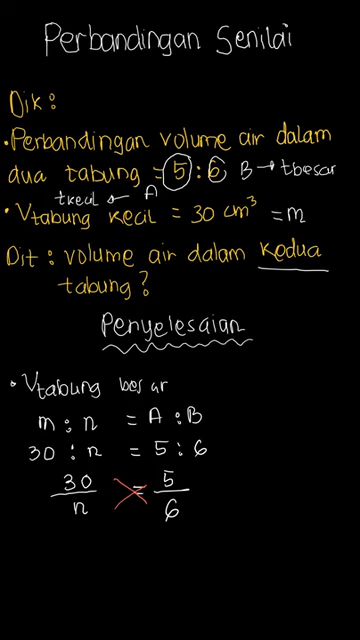 Perbandingan Senilai
Dik :
• Perbandingan volume air dalam
dua tabung = 5 : 6 B → tbesar
tkecil ← A
• Vtabung kecil = 30 cm³ = m
Dit : volume air dalam kedua
tabung ?
Penyelesaian
• Vtabung besar
m : n = A : B
30 : n = 5 : 6
30/n = 5/6